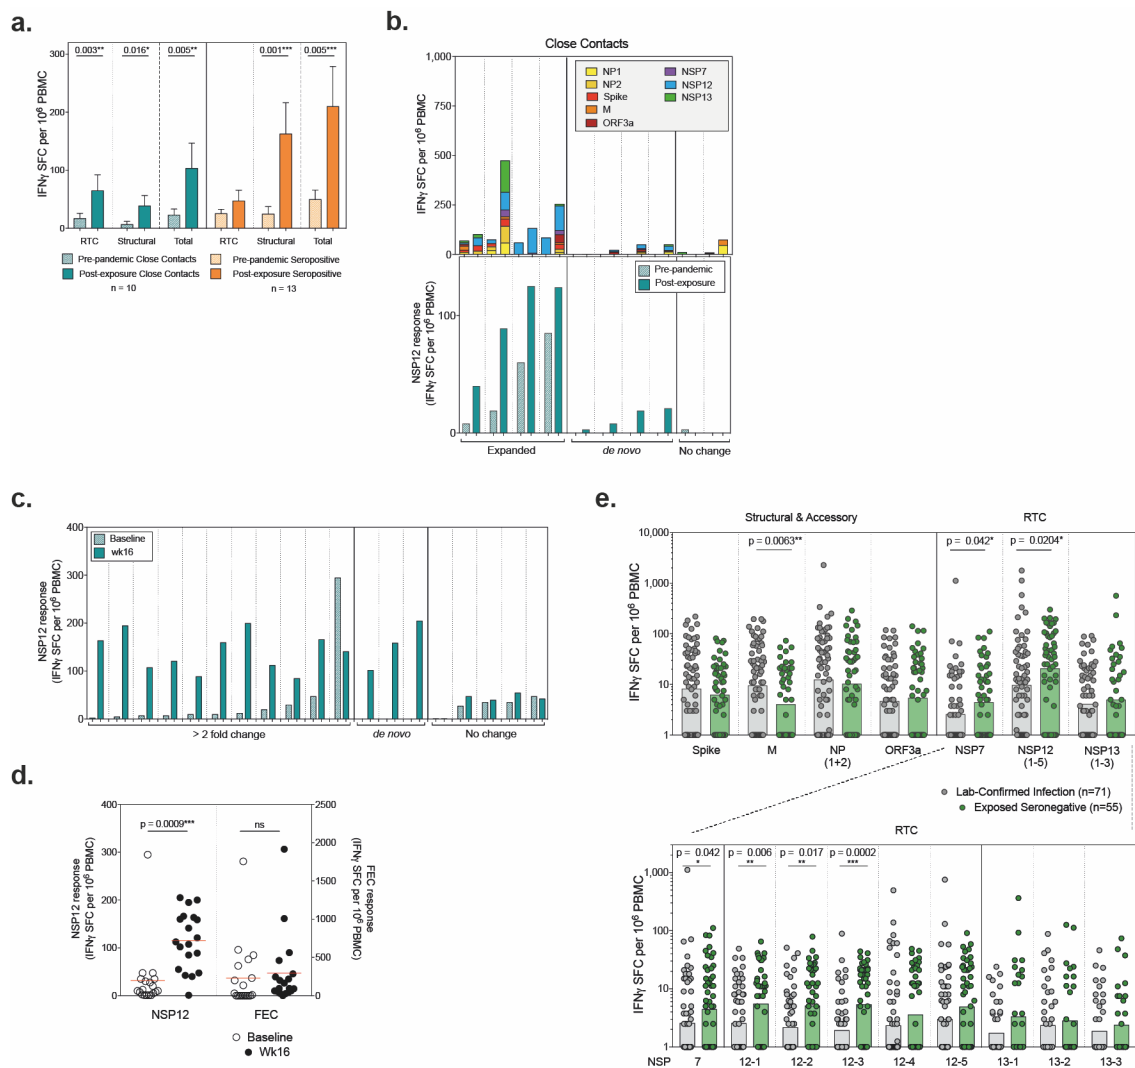 a.
0.003** 0.016* 0.005** 0.001*** 0.005***
300
200
100
0
IFNγ SFC per 10⁶ PBMC
RTC Structural Total RTC Structural Total
Pre-pandemic Close Contacts Pre-pandemic Seropositive
Post-exposure Close Contacts Post-exposure Seropositive
n = 10 n = 13
b.
Close Contacts
1,000
750
500
250
0
IFNγ SFC per 10⁶ PBMC
NP1 NSP7
NP2 NSP12
Spike NSP13
M
ORF3a
Pre-pandemic
Post-exposure
100
0
NSP12 response
(IFNγ SFC per 10⁶ PBMC)
Expanded de novo No change
c.
400
300
200
100
0
NSP12 response
(IFNγ SFC per 10⁶ PBMC)
Baseline
wk16
> 2 fold change de novo No change
d.
400
300
200
100
0
NSP12 response
(IFNγ SFC per 10⁶ PBMC)
p = 0.0009*** ns
2500
2000
1500
1000
500
0
FEC response
(IFNγ SFC per 10⁶ PBMC)
NSP12 FEC
Baseline
Wk16
e.
Structural & Accessory RTC
10,000
1,000
100
10
1
IFNγ SFC per 10⁶ PBMC
p = 0.0063** p = 0.042* p = 0.0204*
Spike M NP ORF3a NSP7 NSP12 NSP13
(1+2) (1-5) (1-3)
Lab-Confirmed Infection (n=71)
Exposed Seronegative (n=55)
RTC
p = 0.042 p = 0.006 p = 0.017 p = 0.0002
* ** ** ***
1,000
100
10
1
IFNγ SFC per 10⁶ PBMC
NSP 7 12-1 12-2 12-3 12-4 12-5 13-1 13-2 13-3